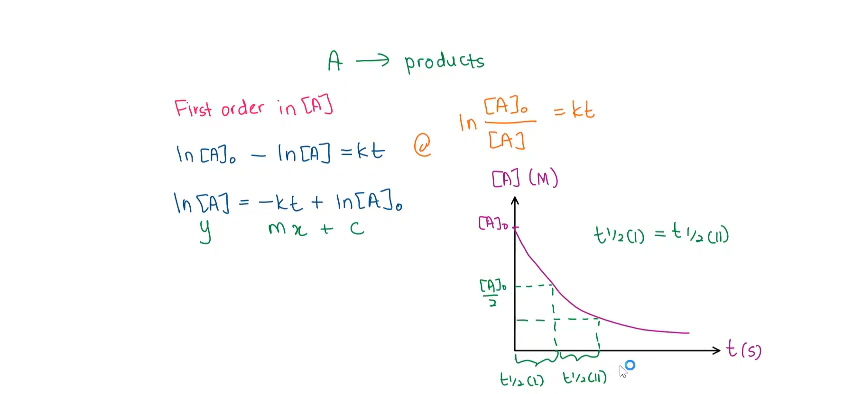 A → products
First order in [A]
ln [A]₀ − ln [A] = kt @ ln [A]₀/[A] = kt
ln [A] = −kt + ln [A]₀
y mx + c
[A] (M)
[A]₀
t½(I) = t½(II)
[A]₀/2
t(s)
t½(I) t½(II)